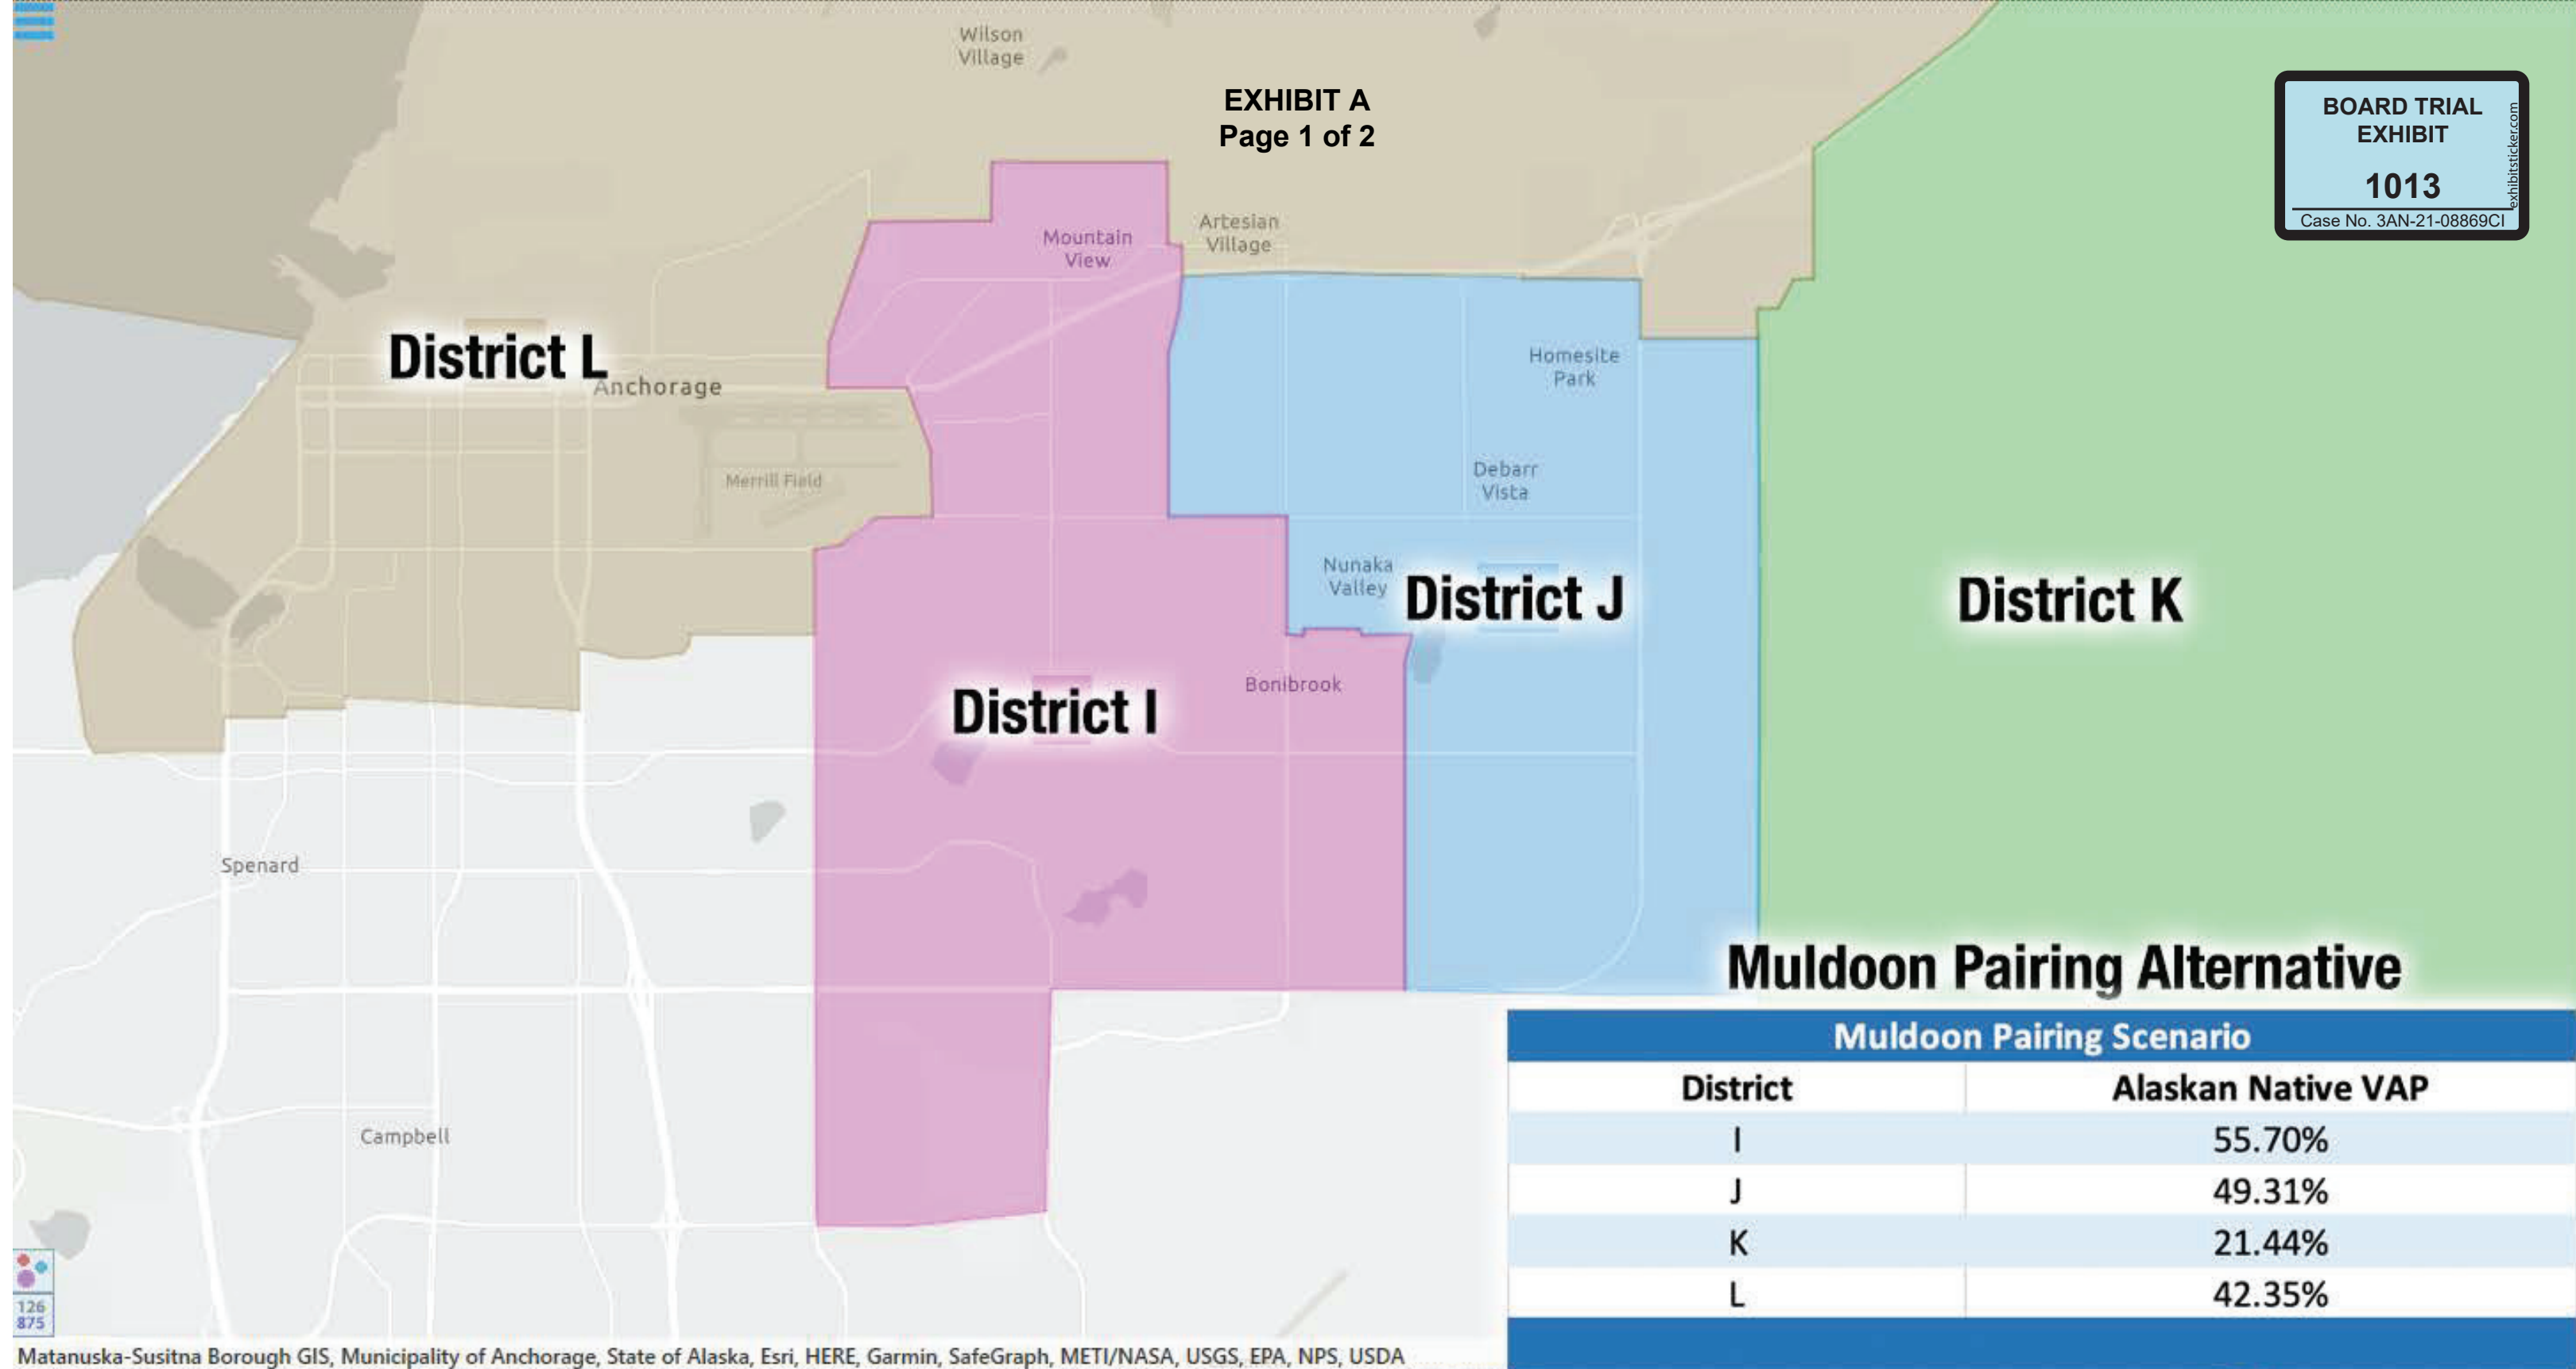 Wilson
Village
EXHIBIT A
Page 1 of 2
BOARD TRIAL
EXHIBIT
1013
Case No. 3AN-21-08869CI
exhibitsticker.com
Mountain
View
Artesian
Village
District L
Anchorage
Homesite
Park
Merrill Field
Debarr
Vista
Nunaka
Valley
District J
District K
District I
Bonibrook
Spenard
Campbell
Muldoon Pairing Alternative
Muldoon Pairing Scenario
District Alaskan Native VAP
I 55.70%
J 49.31%
K 21.44%
L 42.35%
126
875
Matanuska-Susitna Borough GIS, Municipality of Anchorage, State of Alaska, Esri, HERE, Garmin, SafeGraph, METI/NASA, USGS, EPA, NPS, USDA